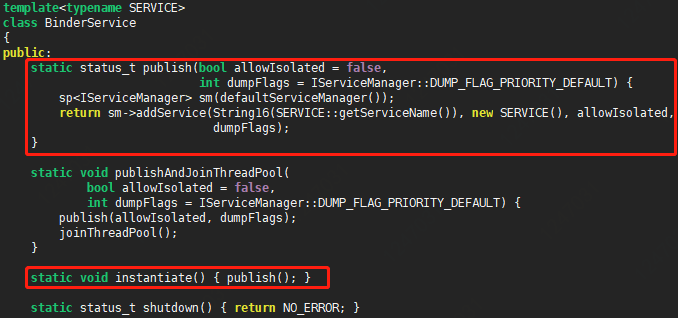 template<typename SERVICE>
class BinderService
{
public:
    static status_t publish(bool allowIsolated = false,
                            int dumpFlags = IServiceManager::DUMP_FLAG_PRIORITY_DEFAULT) {
        sp<IServiceManager> sm(defaultServiceManager());
        return sm->addService(String16(SERVICE::getServiceName()), new SERVICE(), allowIsolated,
                              dumpFlags);
    }

    static void publishAndJoinThreadPool(
            bool allowIsolated = false,
            int dumpFlags = IServiceManager::DUMP_FLAG_PRIORITY_DEFAULT) {
        publish(allowIsolated, dumpFlags);
        joinThreadPool();
    }

    static void instantiate() { publish(); }

    static status_t shutdown() { return NO_ERROR; }